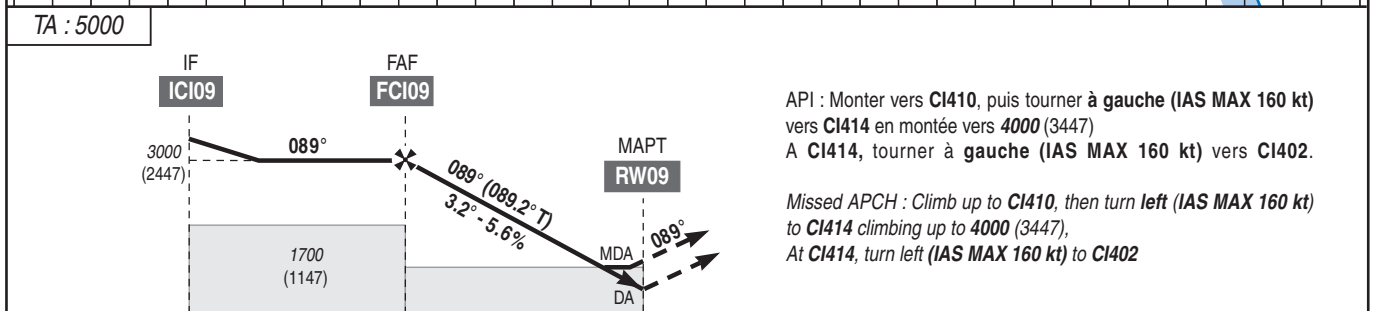 TA : 5000
IF
ICI09
FAF
FCI09
3000
(2447)
089°
089° (089.2° T)
3.2° - 5.6%
MAPT
RW09
MDA
089°
DA
1700
(1147)
API : Monter vers CI410, puis tourner à gauche (IAS MAX 160 kt)
vers CI414 en montée vers 4000 (3447)
A CI414, tourner à gauche (IAS MAX 160 kt) vers CI402.
Missed APCH : Climb up to CI410, then turn left (IAS MAX 160 kt)
to CI414 climbing up to 4000 (3447),
At CI414, turn left (IAS MAX 160 kt) to CI402